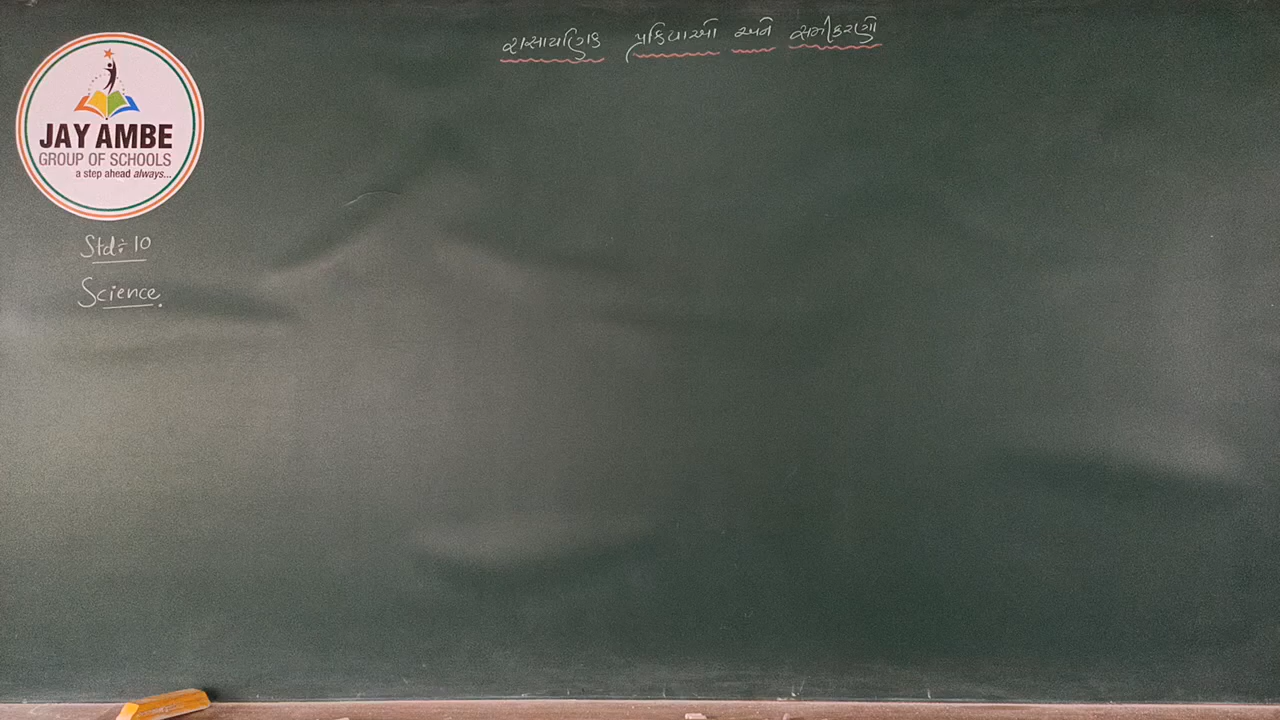 રાસાયણિક પ્રક્રિયાઓ અને સમીકરણો
JAY AMBE
GROUP OF SCHOOLS
a step ahead always...
Std:- 10
Science.